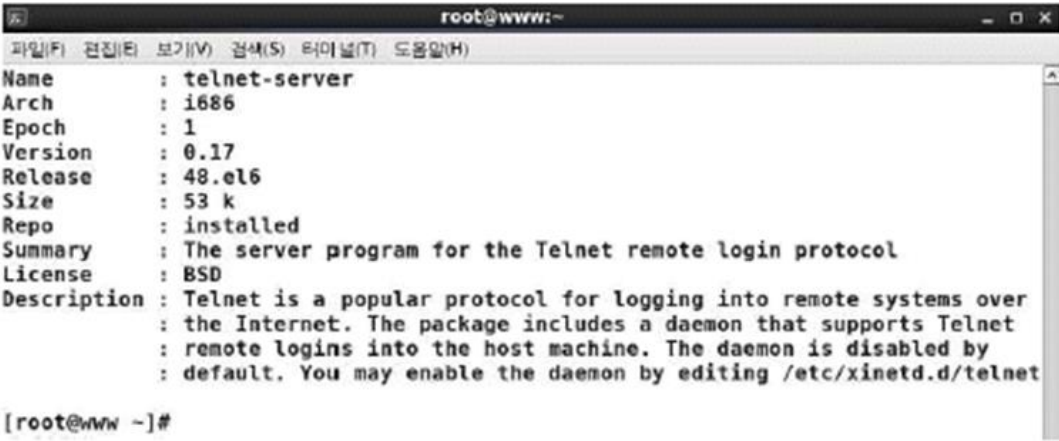 root@www:~
파일(F) 편집(E) 보기(V) 검색(S) 터미널(T) 도움말(H)
Name : telnet-server
Arch : i686
Epoch : 1
Version : 0.17
Release : 48.el6
Size : 53 k
Repo : installed
Summary : The server program for the Telnet remote login protocol
License : BSD
Description : Telnet is a popular protocol for logging into remote systems over
: the Internet. The package includes a daemon that supports Telnet
: remote logins into the host machine. The daemon is disabled by
: default. You may enable the daemon by editing /etc/xinetd.d/telnet
[root@www ~]#